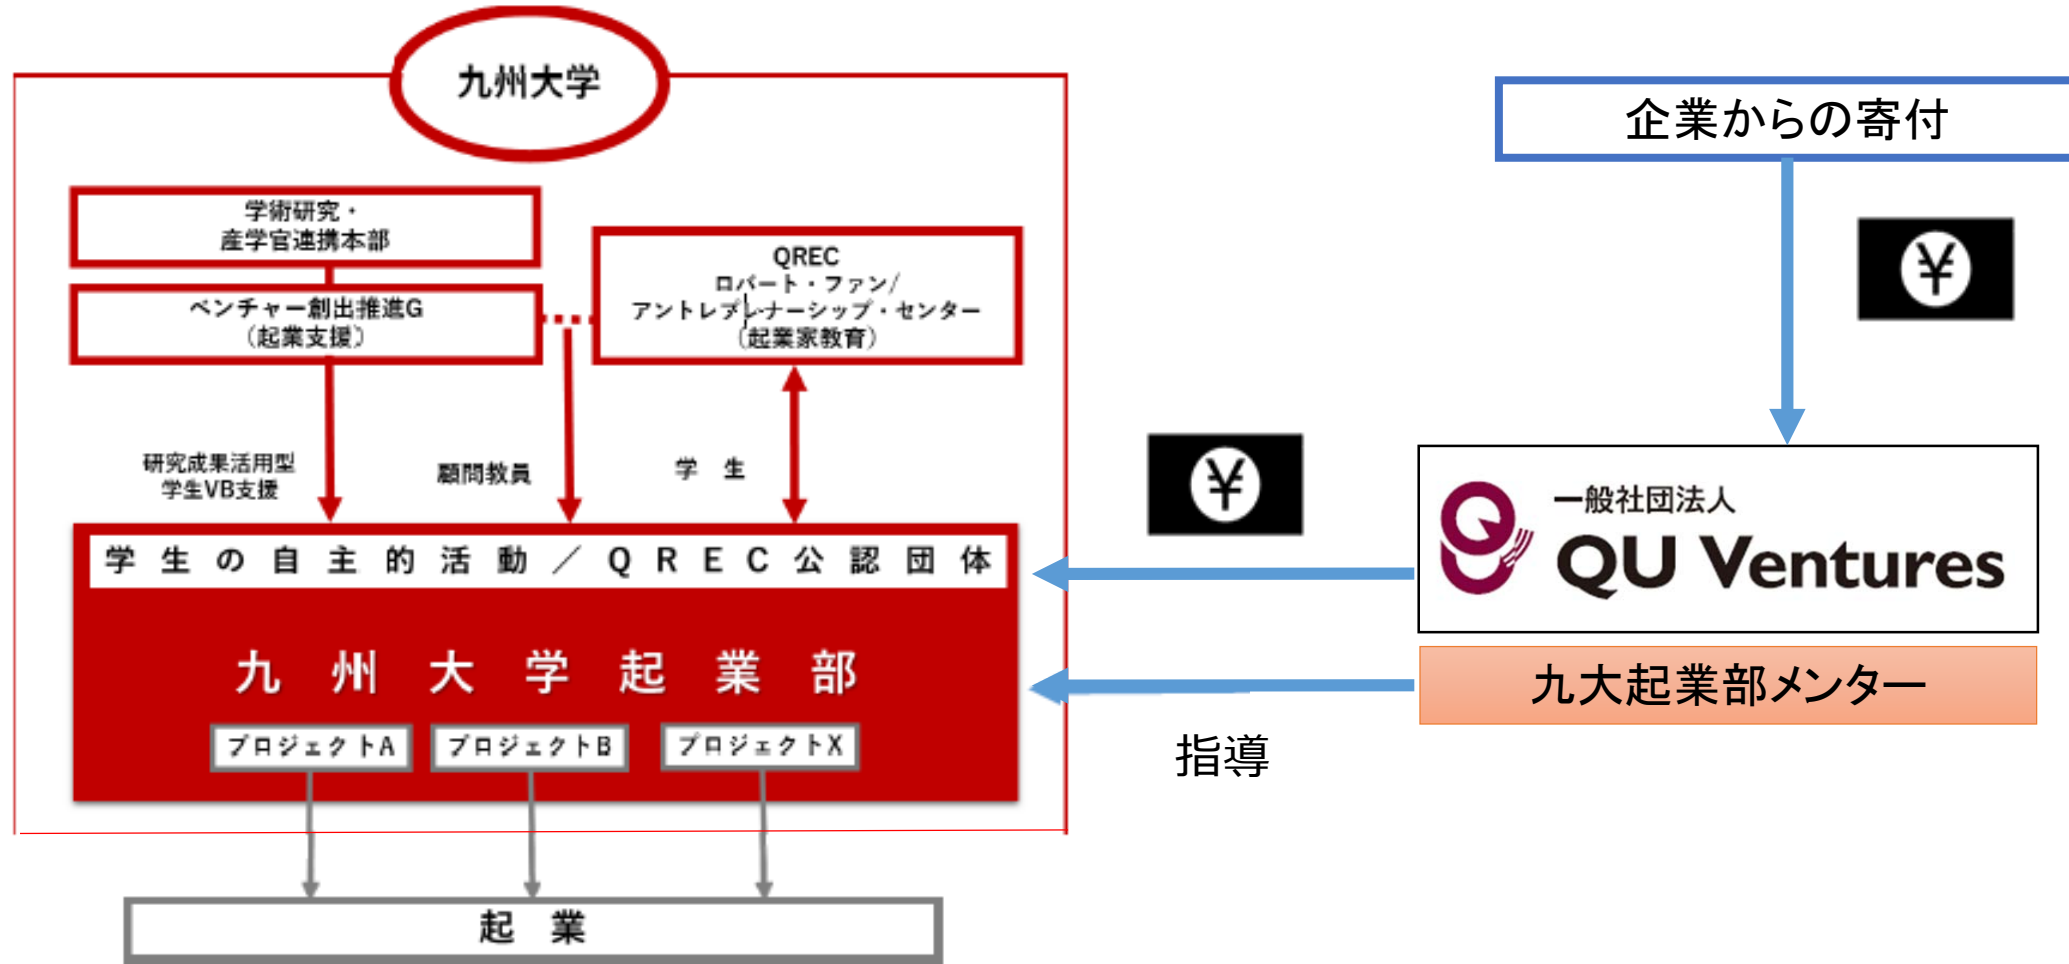 九州大学
学術研究・
産学官連携本部
ベンチャー創出推進G
（起業支援）
QREC
ロバート・ファン/
アントレプレナーシップ・センター
（起業家教育）
研究成果活用型
学生VB支援
顧問教員
学 生
学生の自主的活動／QREC公認団体
九州大学起業部
プロジェクトA
プロジェクトB
プロジェクトX
起 業
企業からの寄付
¥
¥
一般社団法人
QU Ventures
九大起業部メンター
指導